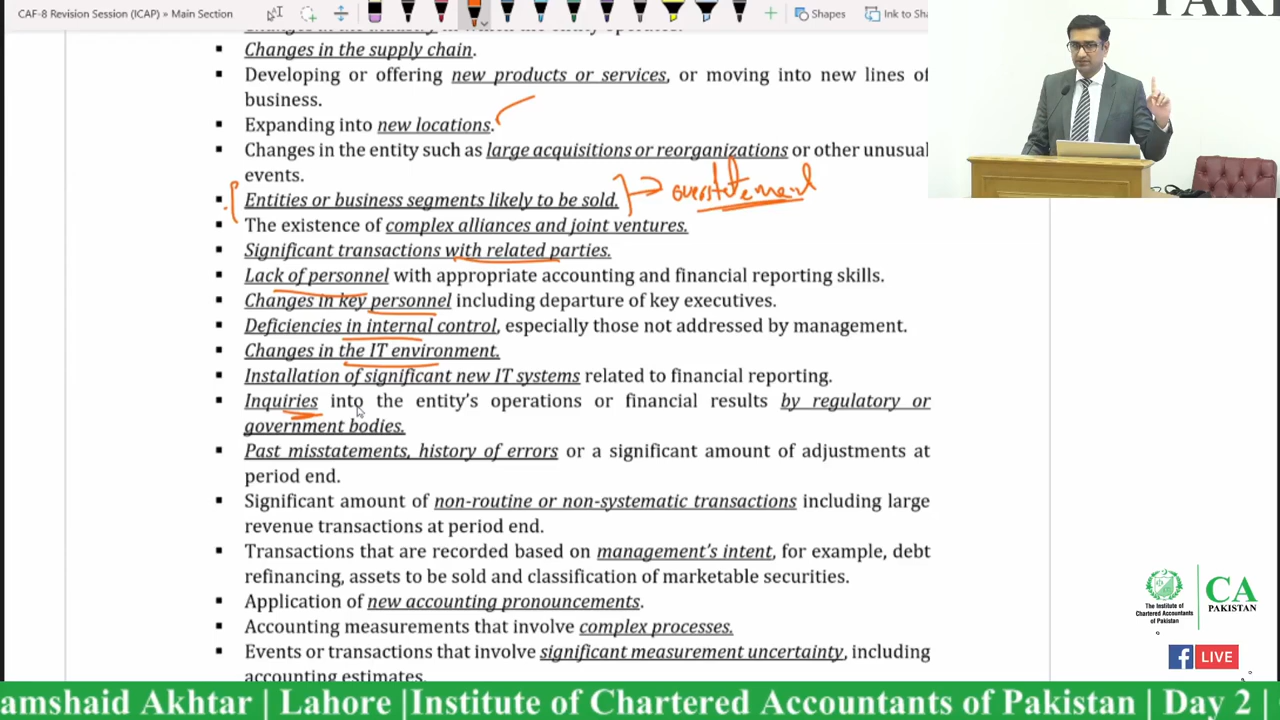 CAF-8 Revision Session (ICAP) » Main Section
Shapes
Ink to Sha
Changes in the industry in which the entity operates.
▪ Changes in the supply chain.
▪ Developing or offering new products or services, or moving into new lines of
business.
▪ Expanding into new locations.
▪ Changes in the entity such as large acquisitions or reorganizations or other unusual
events.
▪ Entities or business segments likely to be sold.
overstatement
▪ The existence of complex alliances and joint ventures.
▪ Significant transactions with related parties.
▪ Lack of personnel with appropriate accounting and financial reporting skills.
▪ Changes in key personnel including departure of key executives.
▪ Deficiencies in internal control, especially those not addressed by management.
▪ Changes in the IT environment.
▪ Installation of significant new IT systems related to financial reporting.
▪ Inquiries into the entity’s operations or financial results by regulatory or
government bodies.
▪ Past misstatements, history of errors or a significant amount of adjustments at
period end.
▪ Significant amount of non-routine or non-systematic transactions including large
revenue transactions at period end.
▪ Transactions that are recorded based on management’s intent, for example, debt
refinancing, assets to be sold and classification of marketable securities.
▪ Application of new accounting pronouncements.
▪ Accounting measurements that involve complex processes.
▪ Events or transactions that involve significant measurement uncertainty, including
accounting estimates.
The Institute of
Chartered Accountants
of Pakistan
CA
PAKISTAN
LIVE
amshaid Akhtar | Lahore |Institute of Chartered Accountants of Pakistan | Day 2 |